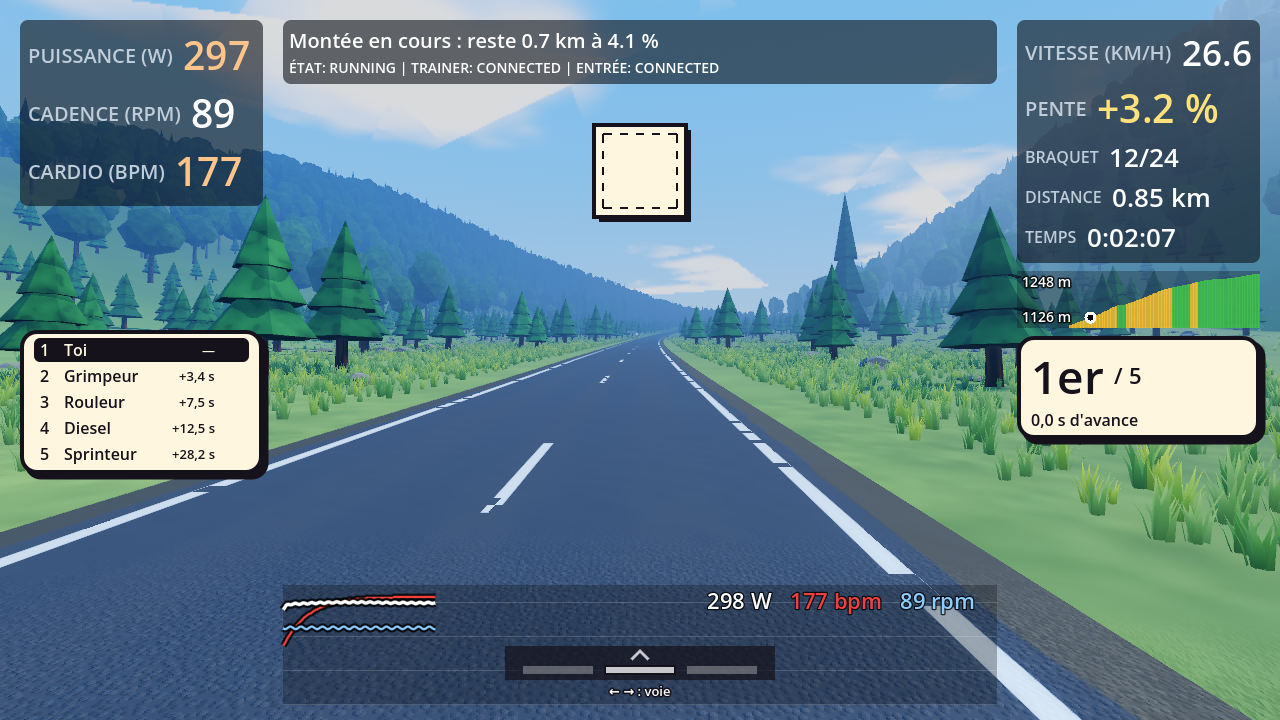 PUISSANCE (W) 297
CADENCE (RPM) 89
CARDIO (BPM) 177
Montée en cours : reste 0.7 km à 4.1 %
ÉTAT: RUNNING | TRAINER: CONNECTED | ENTRÉE: CONNECTED
VITESSE (KM/H) 26.6
PENTE +3.2 %
BRAQUET 12/24
DISTANCE 0.85 km
TEMPS 0:02:07
1248 m
1126 m
1 Toi —
2 Grimpeur +3,4 s
3 Rouleur +7,5 s
4 Diesel +12,5 s
5 Sprinteur +28,2 s
1er / 5
0,0 s d'avance
298 W 177 bpm 89 rpm
← → : voie